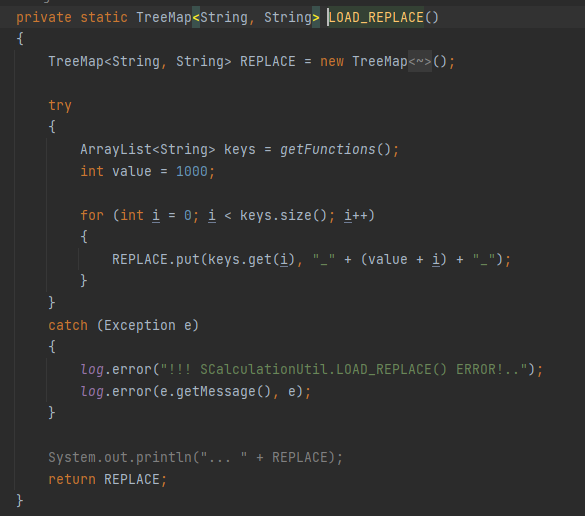 private static TreeMap<String, String> LOAD_REPLACE()
{
    TreeMap<String, String> REPLACE = new TreeMap<~>();

    try
    {
        ArrayList<String> keys = getFunctions();
        int value = 1000;

        for (int i = 0; i < keys.size(); i++)
        {
            REPLACE.put(keys.get(i), "_" + (value + i) + "_");
        }
    }
    catch (Exception e)
    {
        log.error("!!! SCalculationUtil.LOAD_REPLACE() ERROR!..");
        log.error(e.getMessage(), e);
    }

    System.out.println("... " + REPLACE);
    return REPLACE;
}